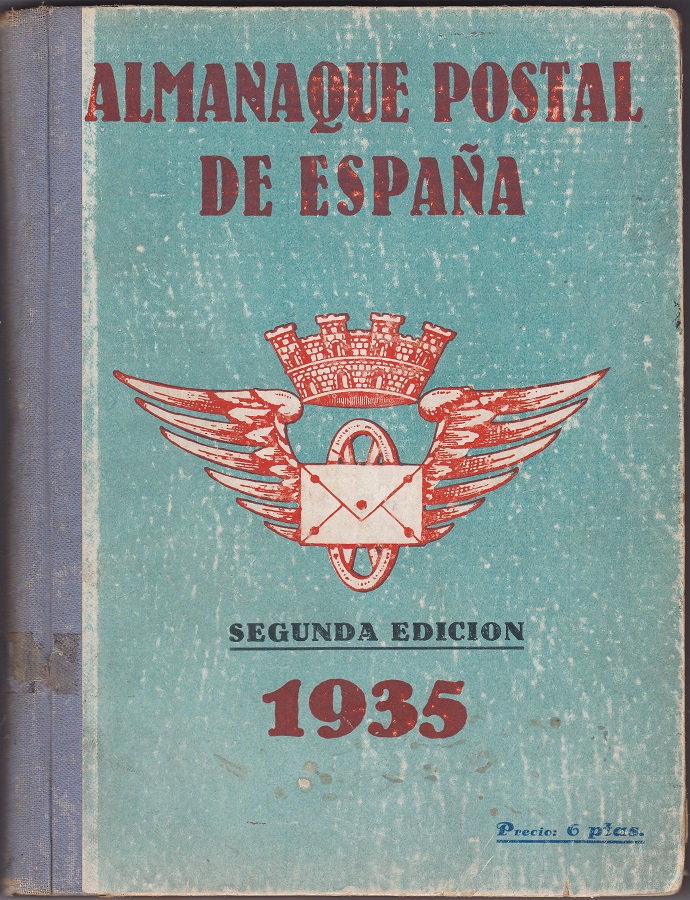 ALMANAQUE POSTAL
DE ESPAÑA
SEGUNDA EDICION
1935
Precio: 6 ptas.